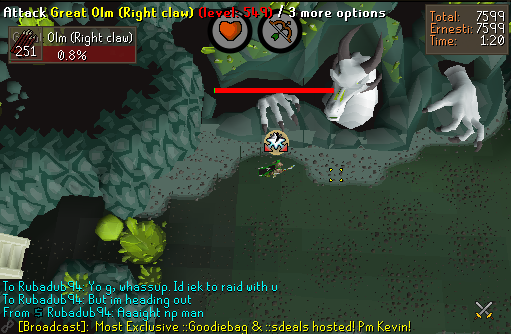 Attack Great Olm (Right claw) (level: 549) / 3 more options
Olm (Right claw)
251
0.8%
Total: 7599
Ernesti: 7599
Time: 1:20
To Rubadub94: Yo g, whassup. Id iek to raid with u
To Rubadub94: But im heading out
From Rubadub94: Aaaight np man
[Broadcast]: Most Exclusive ::Goodiebag & ::sdeals hosted! Pm Kevin!